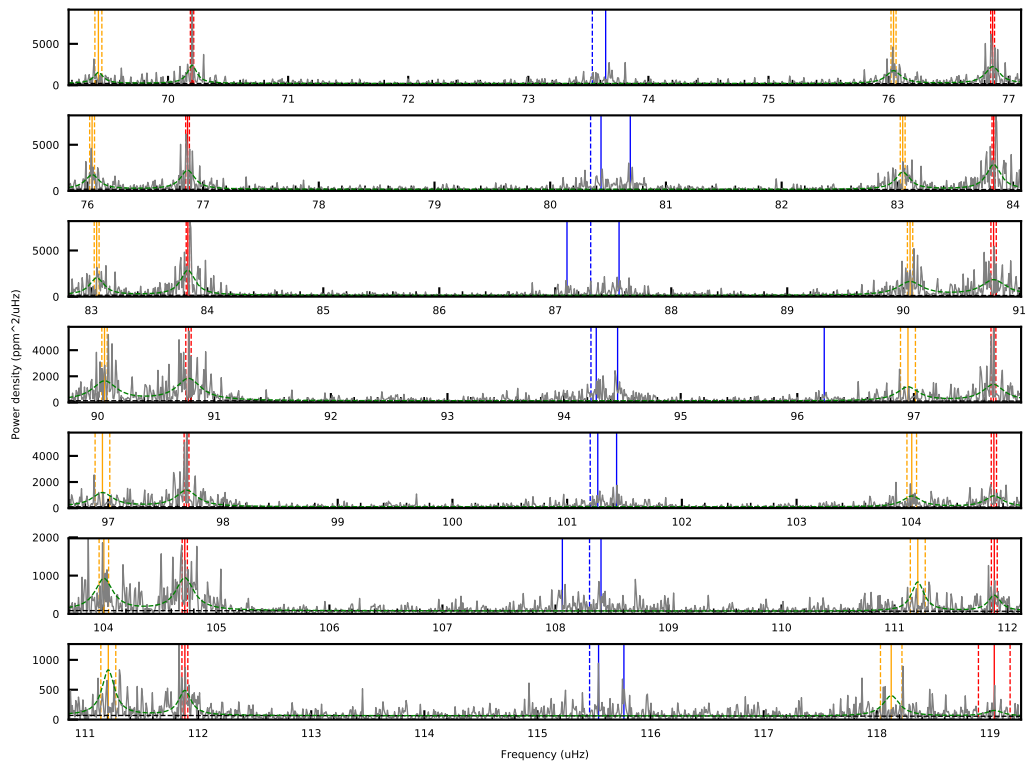 5000
0
70 71 72 73 74 75 76 77
5000
0
76 77 78 79 80 81 82 83 84
5000
0
83 84 85 86 87 88 89 90 91
Power density (ppm^2/uHz)
4000
2000
0
90 91 92 93 94 95 96 97
4000
2000
0
97 98 99 100 101 102 103 104
2000
1000
0
104 105 106 107 108 109 110 111 112
1000
500
0
111 112 113 114 115 116 117 118 119
Frequency (uHz)